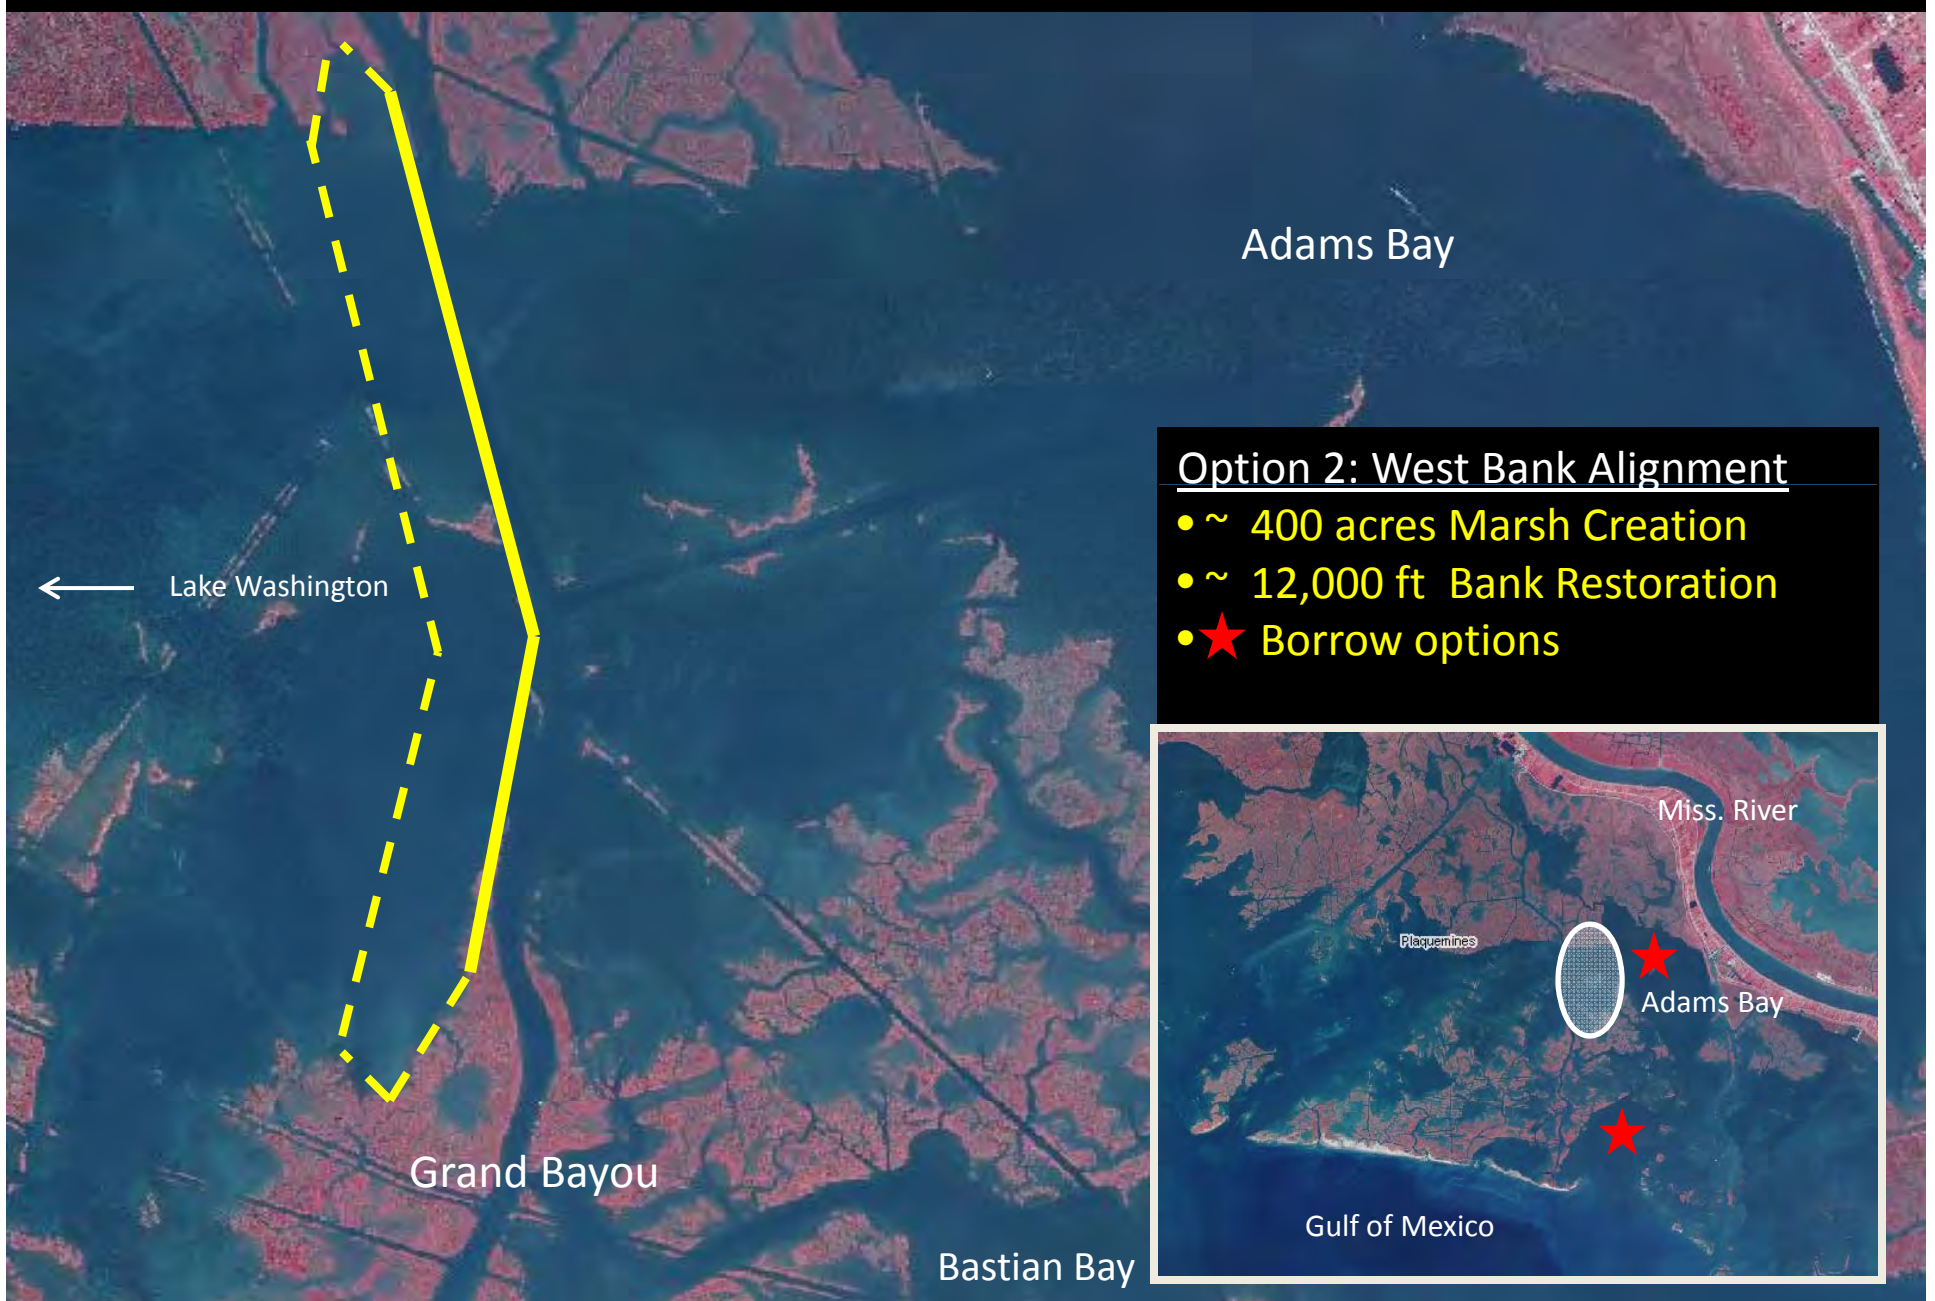 Adams Bay
Option 2: West Bank Alignment
• ~ 400 acres Marsh Creation
• ~ 12,000 ft Bank Restoration
• Borrow options
Lake Washington
Miss. River
Plaquemines
Adams Bay
Gulf of Mexico
Grand Bayou
Bastian Bay